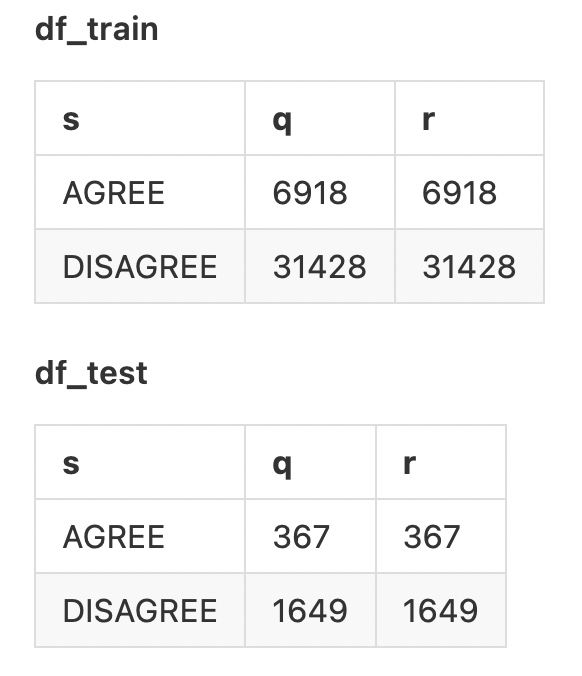 df_train
s q r
AGREE 6918 6918
DISAGREE 31428 31428
df_test
s q r
AGREE 367 367
DISAGREE 1649 1649